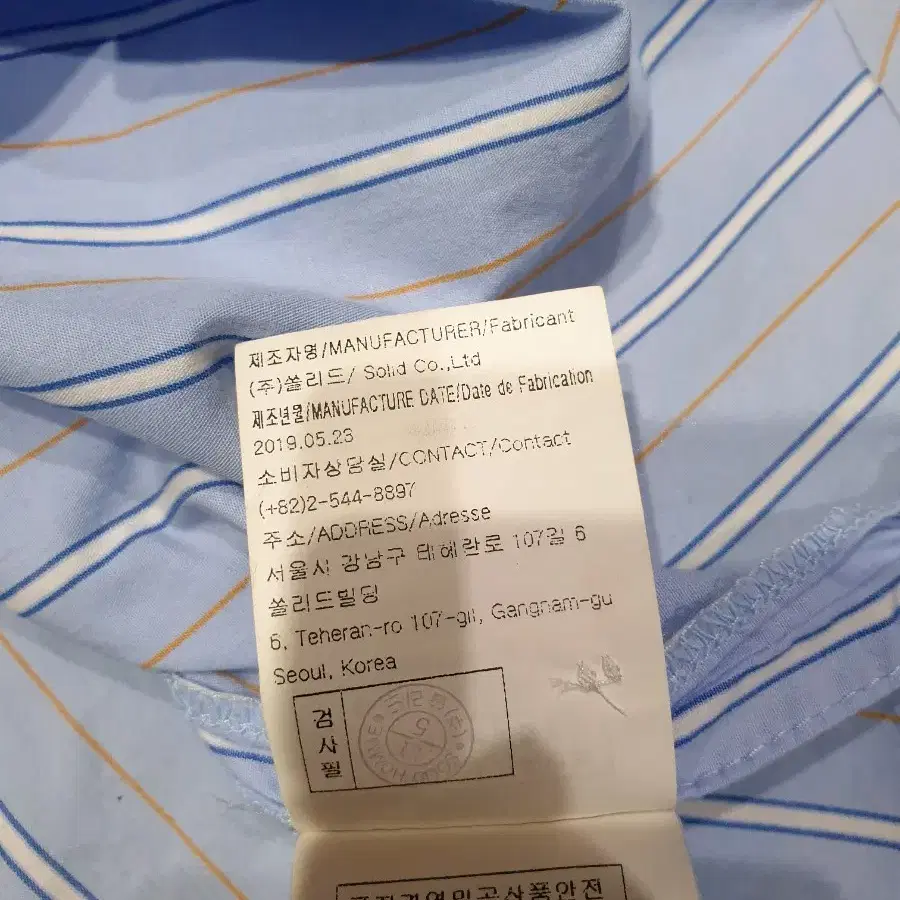 제조자명/MANUFACTURER/Fabricant
(주)쏠리드/ Solid Co.,Ltd
제조년월/MANUFACTURE DATE/Date de Fabrication
2019.05.23
소비자상담실/CONTACT/Contact
(+82)2-544-8897
주소/ADDRESS/Adresse
서울시 강남구 테헤란로 107길 6
쏠리드빌딩
6, Teheran-ro 107-gil, Gangnam-gu
Seoul, Korea
검
사
필
5